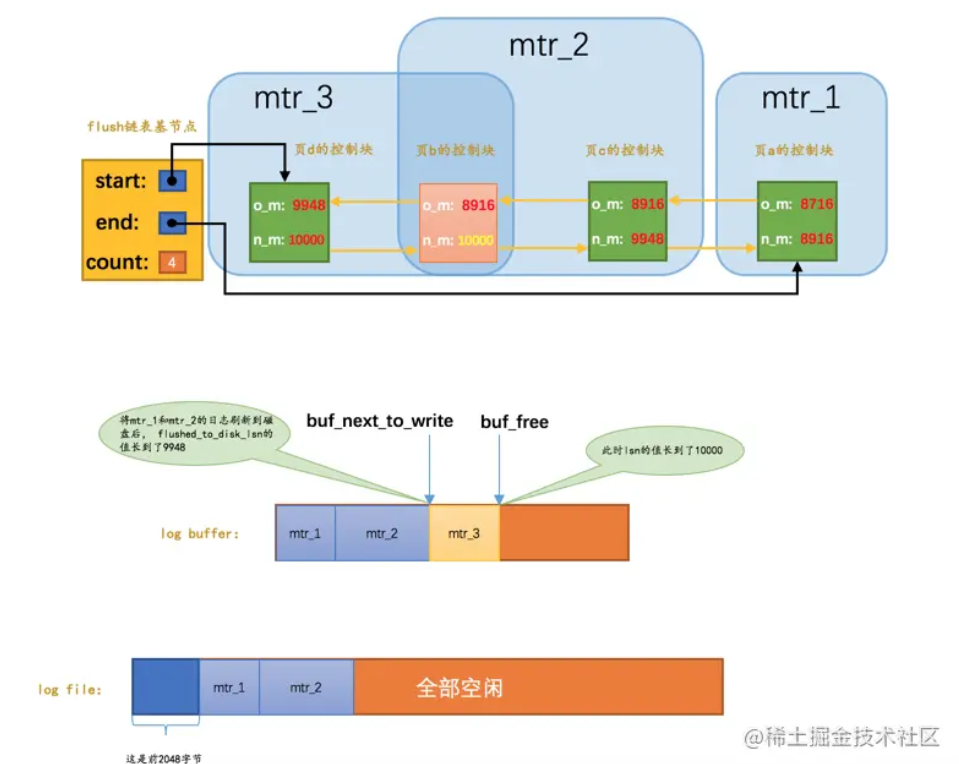 mtr_2
mtr_3
mtr_1
flush链表基节点
页d的控制块
页b的控制块
页c的控制块
页a的控制块
start:
end:
count:
4
o_m: 9948
n_m: 10000
o_m: 8916
n_m: 10000
o_m: 8916
n_m: 9948
o_m: 8716
n_m: 8916
将mtr_1和mtr_2的日志刷新到磁
盘后, flushed_to_disk_lsn的
值长到了9948
buf_next_to_write
buf_free
此时lsn的值长到了10000
log buffer:
mtr_1
mtr_2
mtr_3
log file:
mtr_1
mtr_2
全部空闲
这是前2048字节
@稀土掘金技术社区